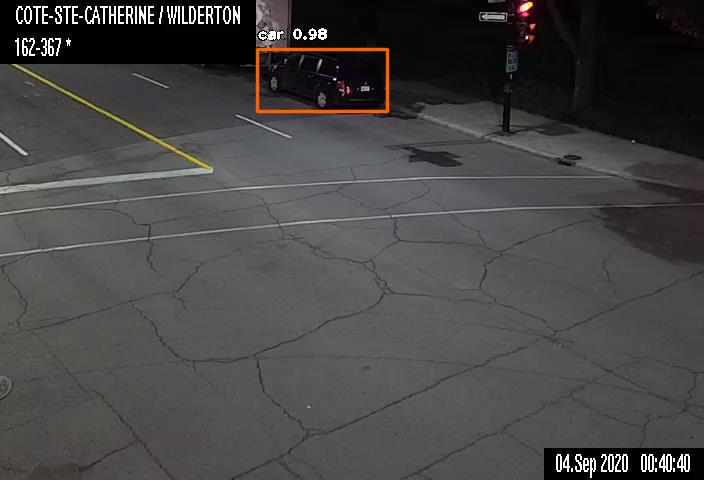 COTE-STE-CATHERINE / WILDERTON
162-367 *
car 0.98
04.Sep 2020 00:40:40